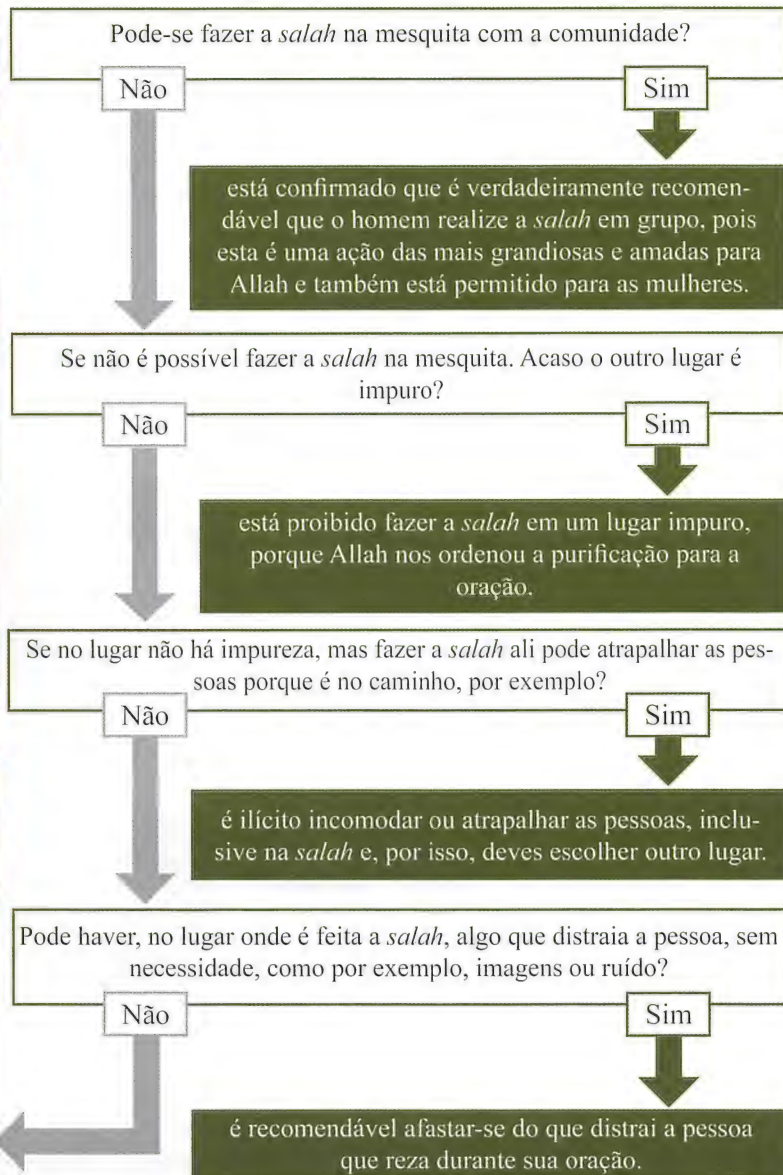 Pode-se fazer a salah na mesquita com a comunidade?
Não
Sim
está confirmado que é verdadeiramente recomen-
dável que o homem realize a salah em grupo, pois
esta é uma ação das mais grandiosas e amadas para
Allah e também está permitido para as mulheres.
Se não é possível fazer a salah na mesquita. Acaso o outro lugar é
impuro?
Não
Sim
está proibido fazer a salah em um lugar impuro,
porque Allah nos ordenou a purificação para a
oração.
Se no lugar não há impureza, mas fazer a salah ali pode atrapalhar as pes-
soas porque é no caminho, por exemplo?
Não
Sim
é ilícito incomodar ou atrapalhar as pessoas, inclu-
sive na salah e, por isso, deves escolher outro lugar.
Pode haver, no lugar onde é feita a salah, algo que distraia a pessoa, sem
necessidade, como por exemplo, imagens ou ruído?
Não
Sim
é recomendável afastar-se do que distrai a pessoa
que reza durante sua oração.